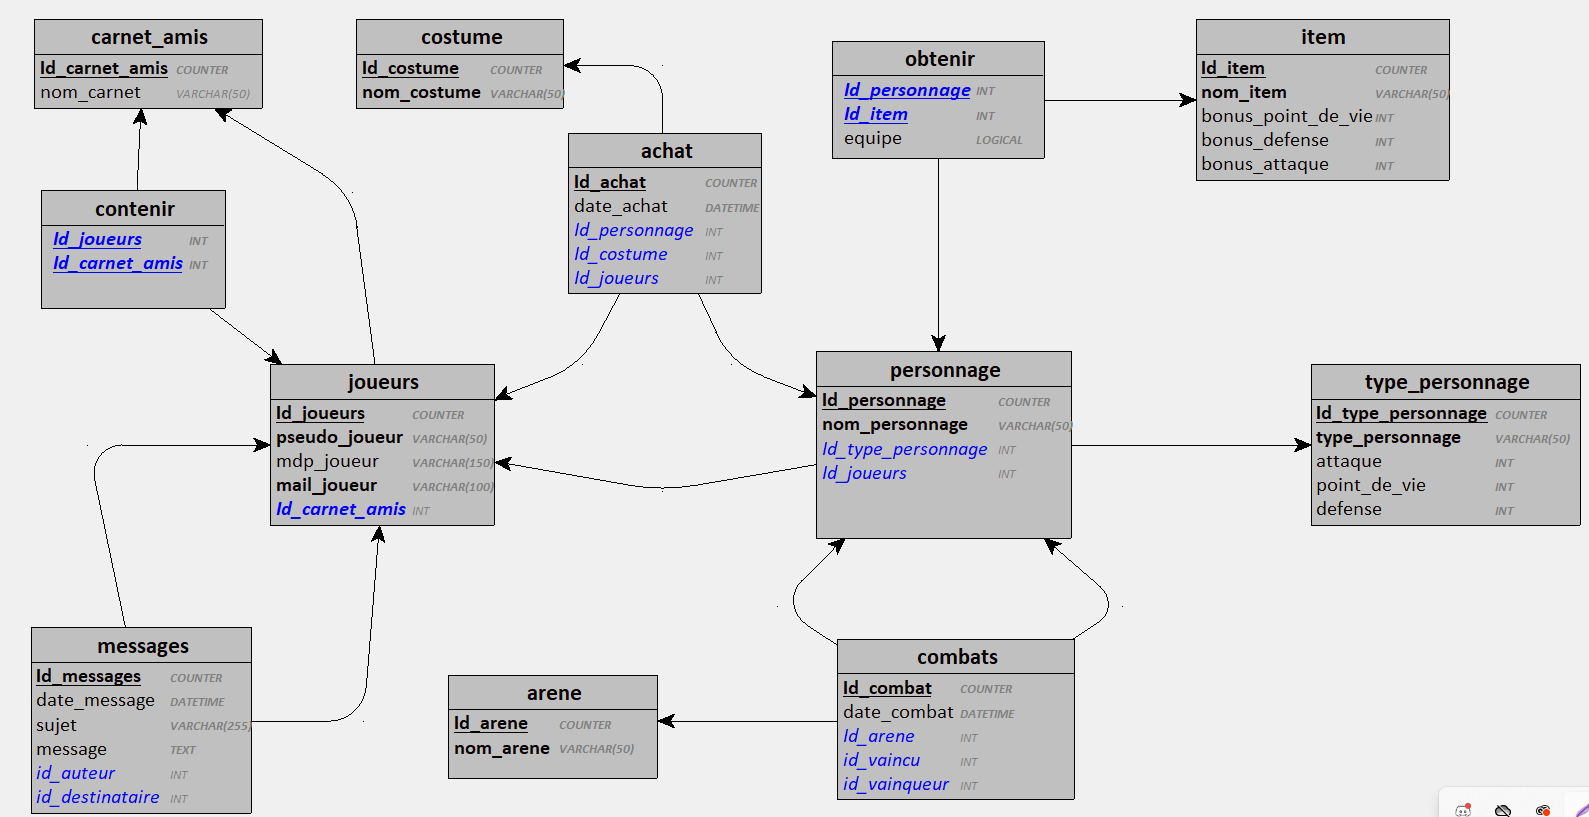 carnet_amis
Id_carnet_amis COUNTER
nom_carnet VARCHAR(50)
costume
Id_costume COUNTER
nom_costume VARCHAR(50)
obtenir
Id_personnage INT
Id_item INT
equipe LOGICAL
item
Id_item COUNTER
nom_item VARCHAR(50)
bonus_point_de_vie INT
bonus_defense INT
bonus_attaque INT
achat
Id_achat COUNTER
date_achat DATETIME
Id_personnage INT
Id_costume INT
Id_joueurs INT
contenir
Id_joueurs INT
Id_carnet_amis INT
joueurs
Id_joueurs COUNTER
pseudo_joueur VARCHAR(50)
mdp_joueur VARCHAR(150)
mail_joueur VARCHAR(100)
Id_carnet_amis INT
personnage
Id_personnage COUNTER
nom_personnage VARCHAR(50)
Id_type_personnage INT
Id_joueurs INT
type_personnage
Id_type_personnage COUNTER
type_personnage VARCHAR(50)
attaque INT
point_de_vie INT
defense INT
messages
Id_messages COUNTER
date_message DATETIME
sujet VARCHAR(255)
message TEXT
id_auteur INT
id_destinataire INT
arene
Id_arene COUNTER
nom_arene VARCHAR(50)
combats
Id_combat COUNTER
date_combat DATETIME
Id_arene INT
id_vaincu INT
id_vainqueur INT